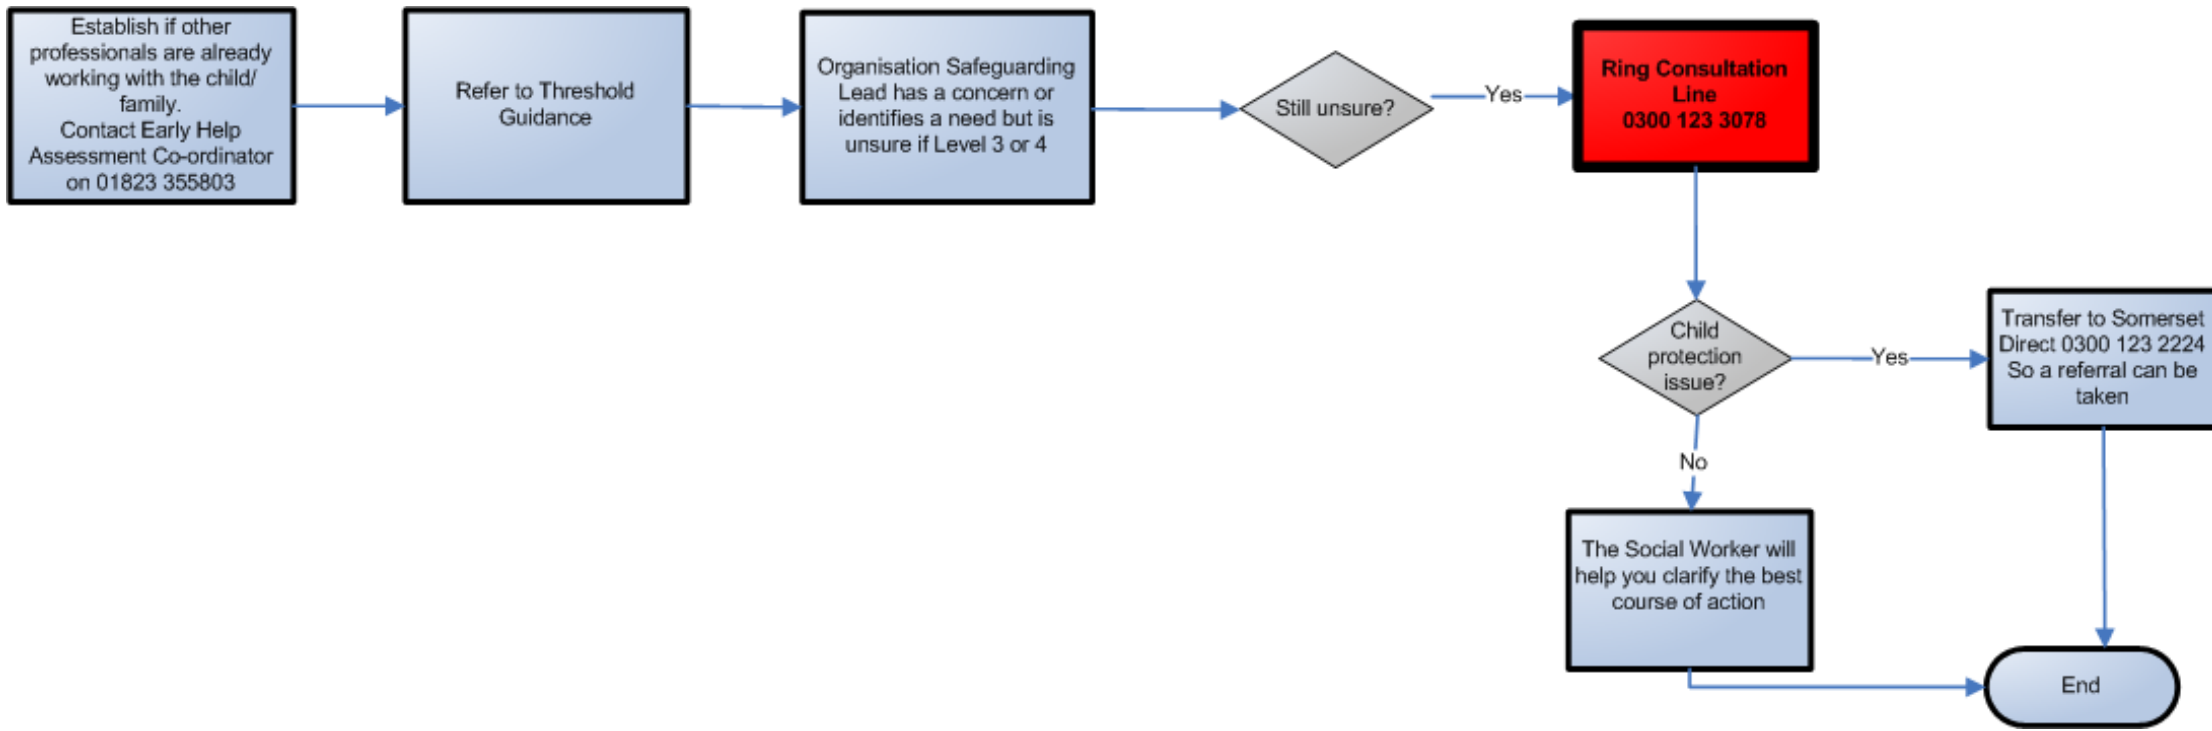 Establish if other
professionals are already
working with the child/
family.
Contact Early Help
Assessment Co-ordinator
on 01823 355803
Refer to Threshold
Guidance
Organisation Safeguarding
Lead has a concern or
identifies a need but is
unsure if Level 3 or 4
Still unsure?
Yes
Ring Consultation
Line
0300 123 3078
Child
protection
issue?
Yes
Transfer to Somerset
Direct 0300 123 2224
So a referral can be
taken
No
The Social Worker will
help you clarify the best
course of action
End